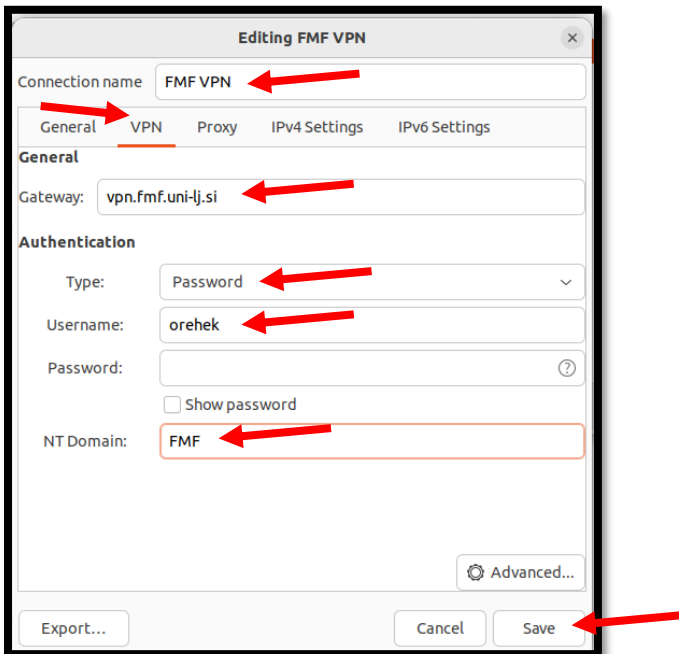 Editing FMF VPN
Connection name FMF VPN
General VPN Proxy IPv4 Settings IPv6 Settings
General
Gateway: vpn.fmf.uni-lj.si
Authentication
Type: Password
Username: orehek
Password:
Show password
NT Domain: FMF
Advanced...
Export... Cancel Save